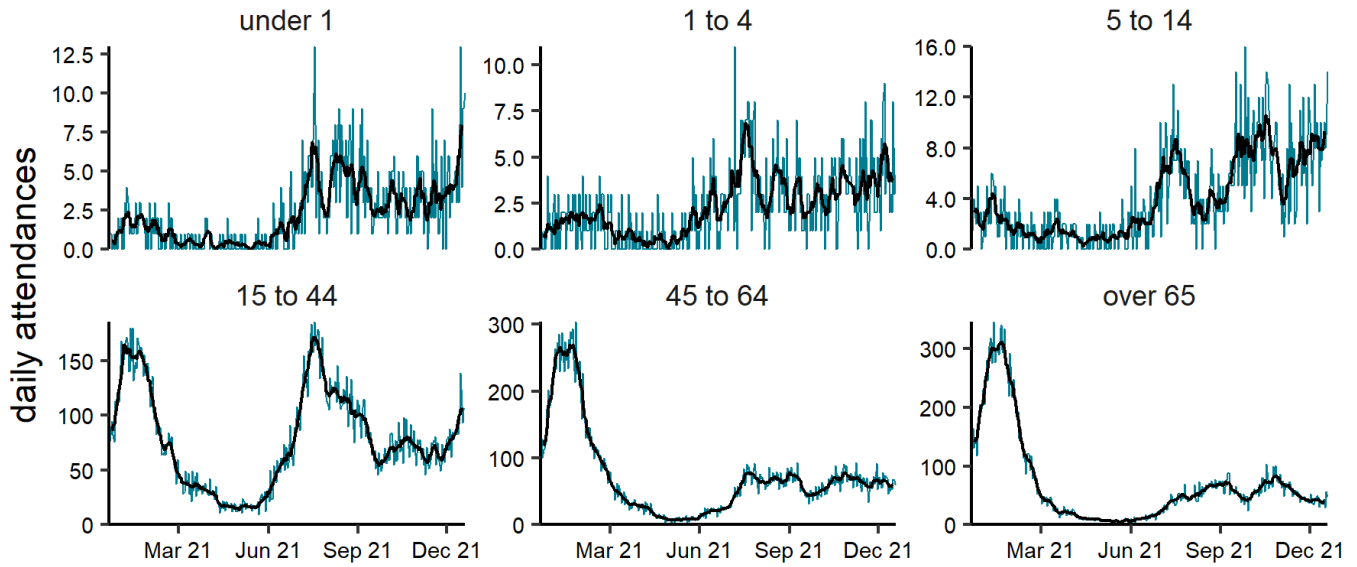 under 1
1 to 4
5 to 14
12.5
10.0
7.5
5.0
2.5
0.0
10.0
7.5
5.0
2.5
0.0
16.0
12.0
8.0
4.0
0.0
daily attendances
15 to 44
45 to 64
over 65
150
100
50
0
300
200
100
0
300
200
100
0
Mar 21 Jun 21 Sep 21 Dec 21
Mar 21 Jun 21 Sep 21 Dec 21
Mar 21 Jun 21 Sep 21 Dec 21